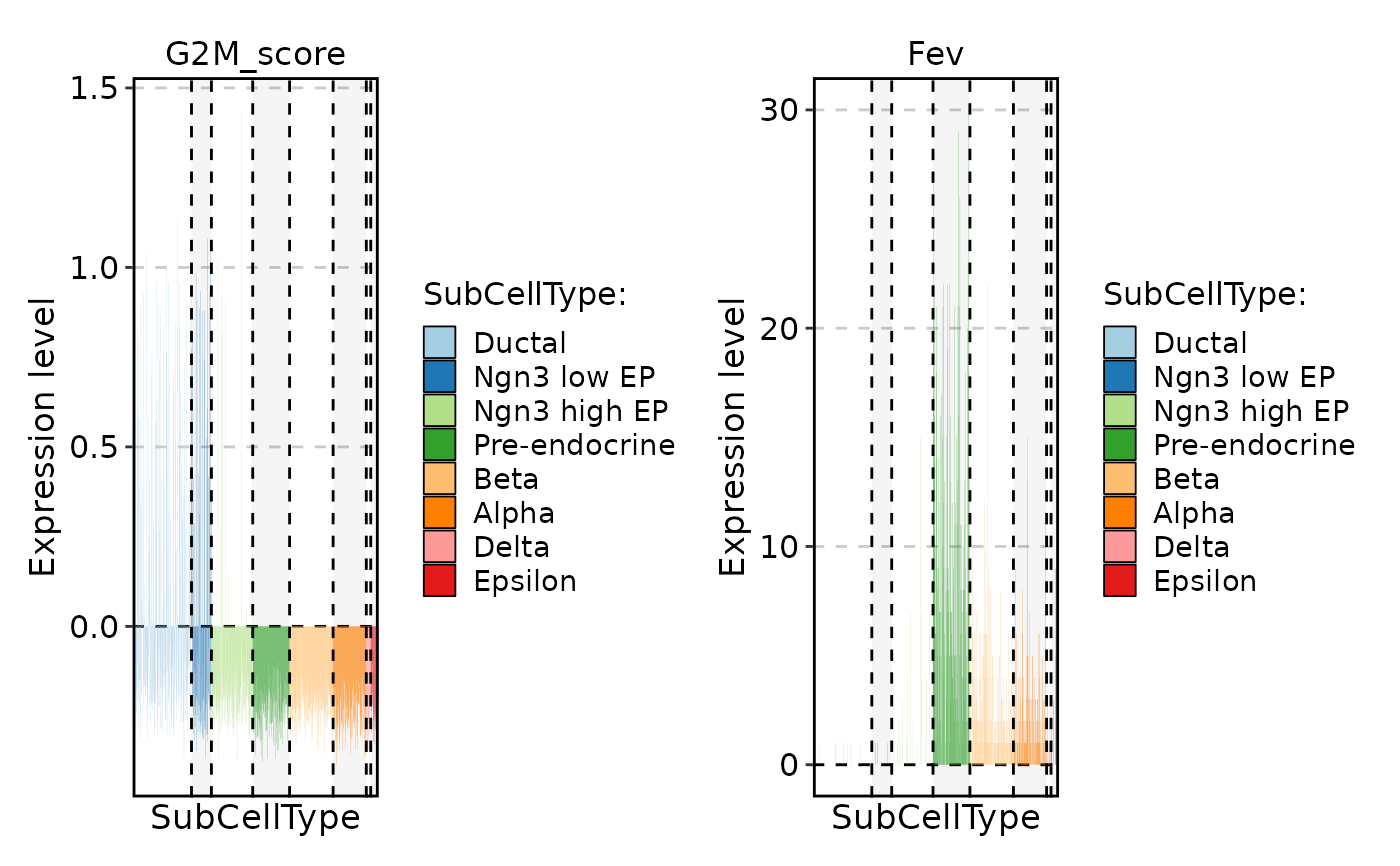 G2M_score
1.5
1.0
0.5
0.0
Expression level
SubCellType
SubCellType:
Ductal
Ngn3 low EP
Ngn3 high EP
Pre-endocrine
Beta
Alpha
Delta
Epsilon
Fev
30
20
10
0
Expression level
SubCellType
SubCellType:
Ductal
Ngn3 low EP
Ngn3 high EP
Pre-endocrine
Beta
Alpha
Delta
Epsilon